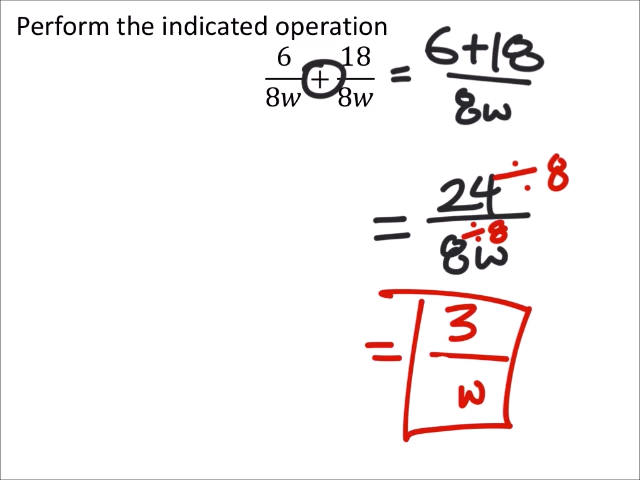 Perform the indicated operation
6/8w + 18/8w = 6+18/8w
= 24÷8/8w÷8
= 3/w